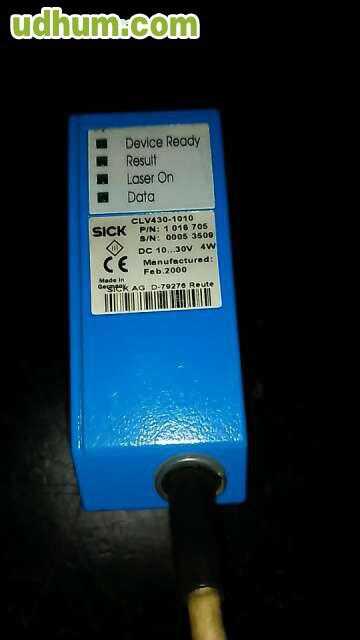 udhum.com
Device Ready
Result
Laser On
Data
CLV430-1010
SICK P/N: 1 016 705
S/N: 0005 3509
DC 10...30V 4W
CE Manufactured:
Feb.2000
Made in
Germany
SICK AG D-79276 Reute